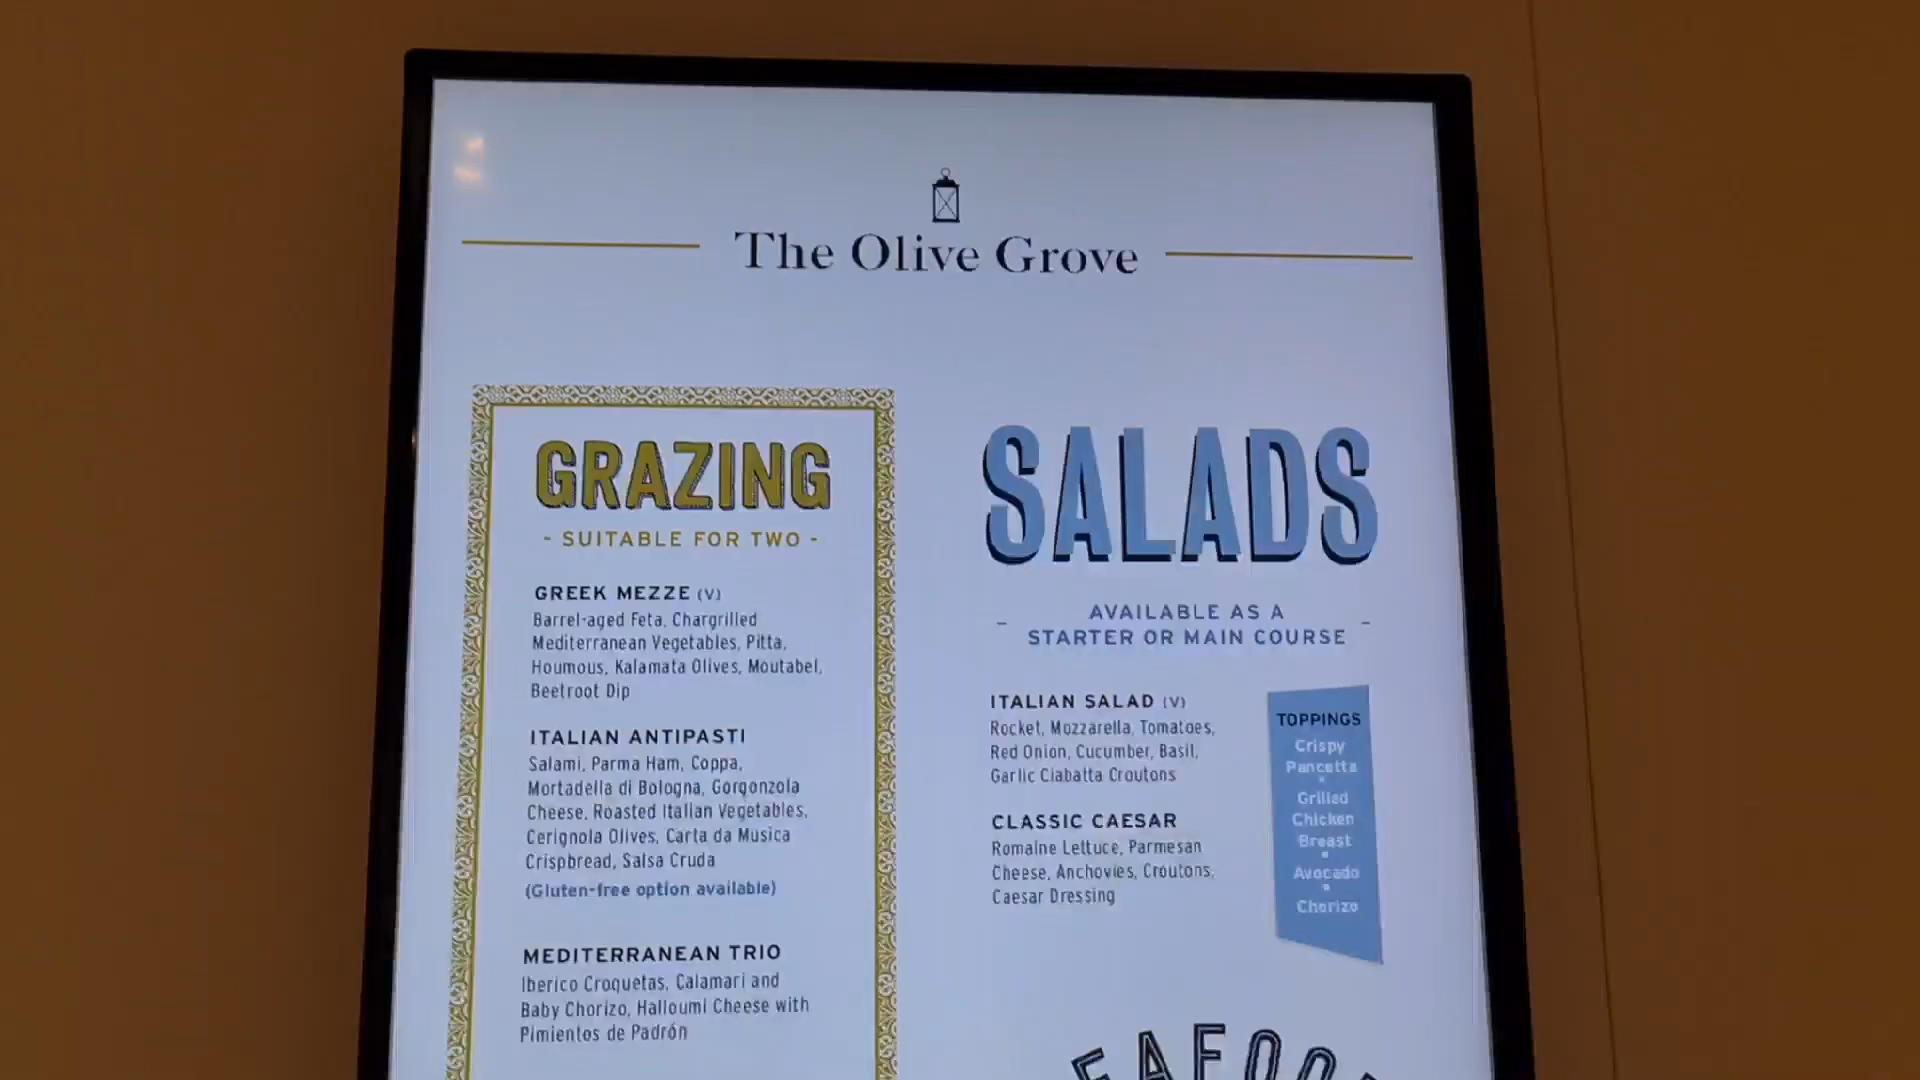 The Olive Grove
GRAZING
- SUITABLE FOR TWO -
GREEK MEZZE (V)
Barrel-aged Feta, Chargrilled
Mediterranean Vegetables, Pitta,
Houmous, Kalamata Olives, Moutabel,
Beetroot Dip
ITALIAN ANTIPASTI
Salami, Parma Ham, Coppa,
Mortadella di Bologna, Gorgonzola
Cheese, Roasted Italian Vegetables,
Cerignola Olives, Carta da Musica
Crispbread, Salsa Cruda
(Gluten-free option available)
MEDITERRANEAN TRIO
Iberico Croquetas, Calamari and
Baby Chorizo, Halloumi Cheese with
Pimientos de Padrón
SALADS
AVAILABLE AS A
- STARTER OR MAIN COURSE -
ITALIAN SALAD (V)
Rocket, Mozzarella, Tomatoes,
Red Onion, Cucumber, Basil,
Garlic Ciabatta Croutons
CLASSIC CAESAR
Romaine Lettuce, Parmesan
Cheese, Anchovies, Croutons,
Caesar Dressing
TOPPINGS
Crispy
Pancetta
Grilled
Chicken
Breast
Avocado
Chorizo